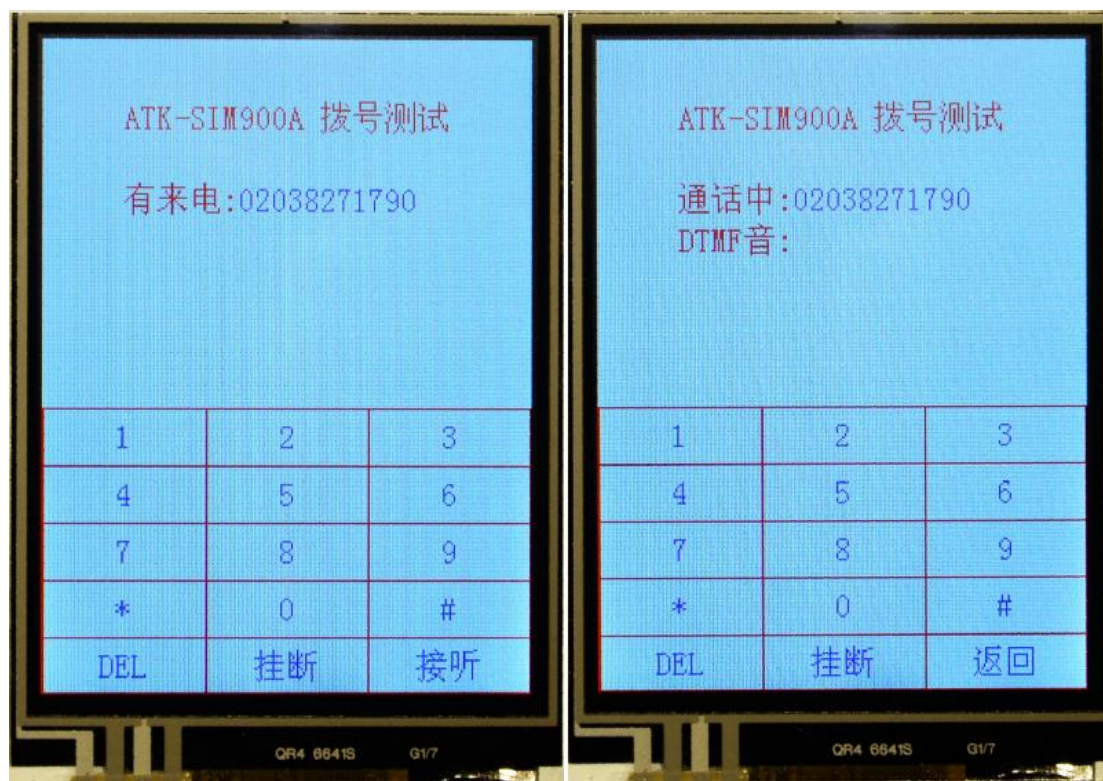 ATK-SIM900A 拨号测试
有来电:02038271790
1 2 3
4 5 6
7 8 9
* 0 #
DEL 挂断 接听
QR4 6641S G1/7
ATK-SIM900A 拨号测试
通话中:02038271790
DTMF音:
1 2 3
4 5 6
7 8 9
* 0 #
DEL 挂断 返回
QR4 6641S G1/7